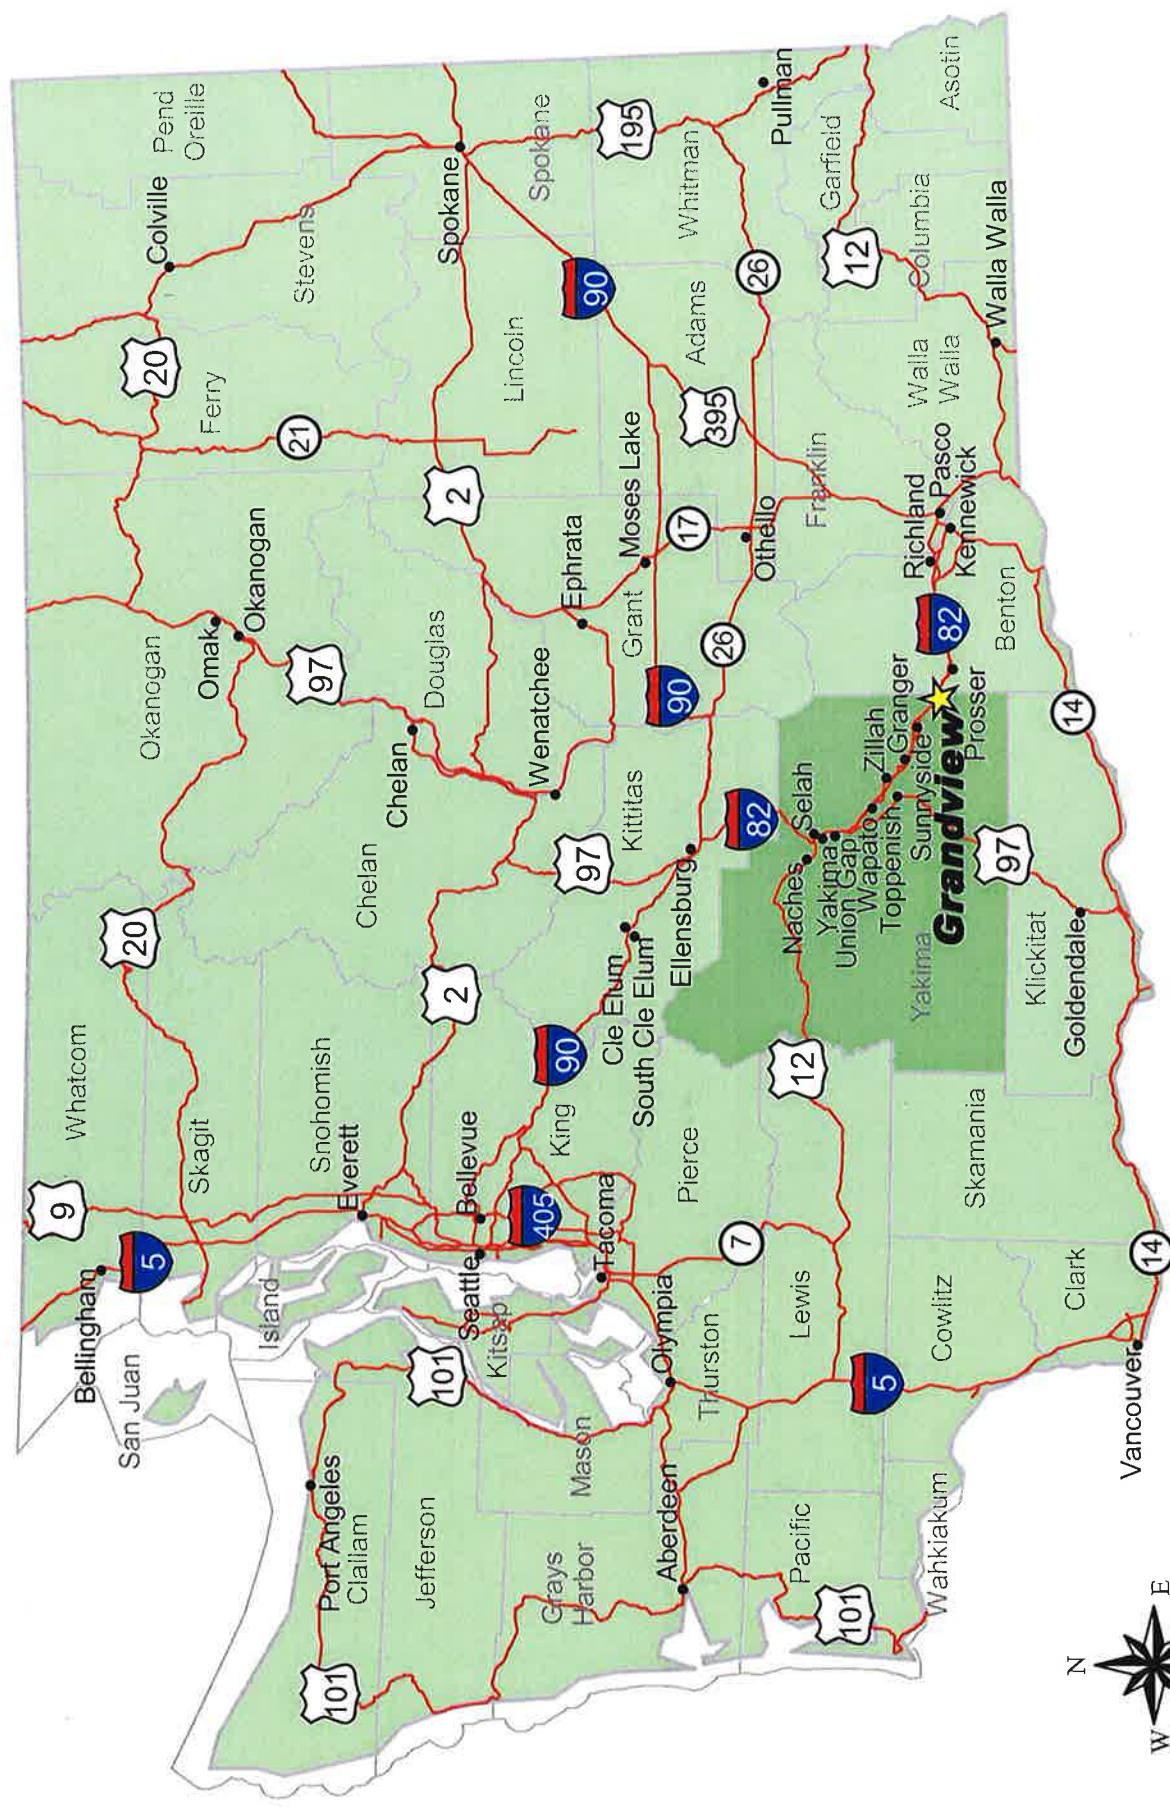 Whatcom
9
Bellingham
5
San Juan
20
Okanogan
20
Colville
Pend
Oreille
Skagit
Omak
Okanogan
Ferry
Island
Snohomish
Everett
97
21
Stevens
101
Port Angeles
Clallam
Chelan
Chelan
Douglas
Jefferson
101
2
2
Spokane
Seattle
Bellevue
Kitsap
Lincoln
Spokane
405
King
90
Wenatchee
Ephrata
90
Grays
Harbor
Mason
Tacoma
97
Cle Elum
South Cle Elum
Kittitas
Grant
Moses Lake
195
Aberdeen
Olympia
Pierce
Ellensburg
90
17
Adams
Whitman
395
Thurston
7
82
26
Othello
26
Pullman
Pacific
Lewis
12
Naches
Selah
Franklin
Garfield
101
5
Yakima
Union Gap
Wapato
Toppenish
Zillah
Granger
Sunnyside
12
Yakima
Grandview
Prosser
82
Richland
Pasco
Kennewick
Walla
Walla
Columbia
Asotin
Wahkiakum
Cowlitz
Skamania
97
Benton
Walla Walla
Klickitat
Goldendale
14
Clark
Vancouver
14
N
W
E